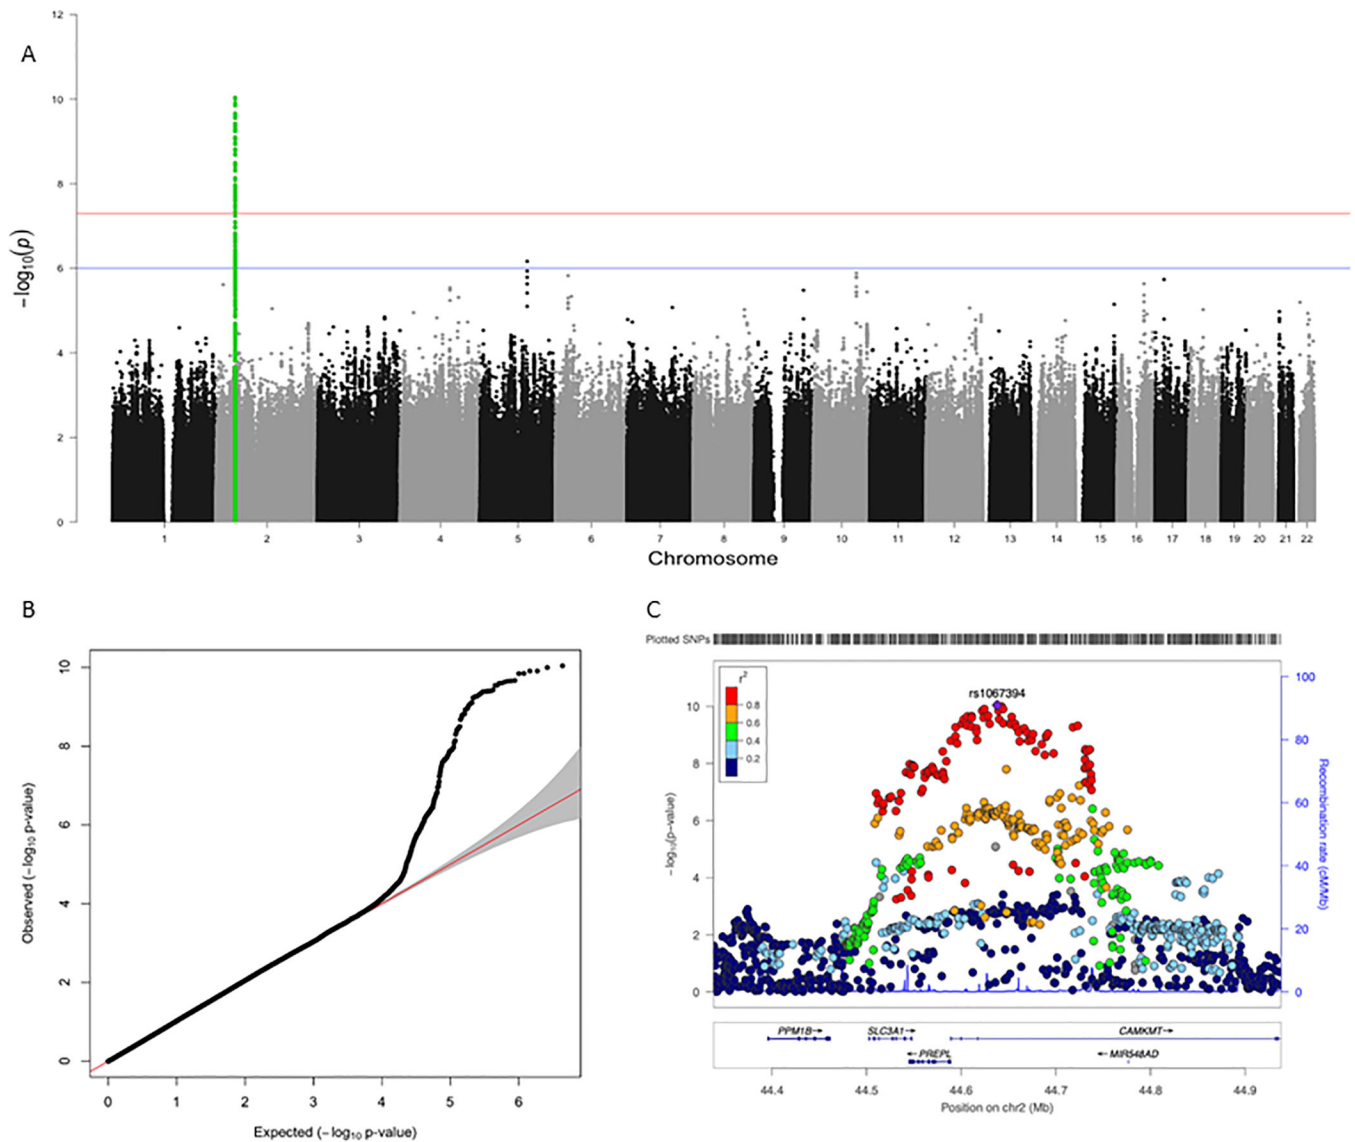 A
12
10
8
6
4
2
0
−log10(p)
1 2 3 4 5 6 7 8 9 10 11 12 13 14 15 16 17 18 19 20 21 22
Chromosome
B
10
8
6
4
2
0
Observed (−log10 p-value)
0 1 2 3 4 5 6
Expected (−log10 p-value)
C
Plotted SNPs
r2
0.8
0.6
0.4
0.2
rs1067394
10
8
6
4
2
0
−log10(p−value)
100
80
60
40
20
0
Recombination rate (cM/Mb)
PPM1B→
SLC3A1→
CAMKMT→
←PREPL
←MIR548AD
44.4 44.5 44.6 44.7 44.8 44.9
Position on chr2 (Mb)